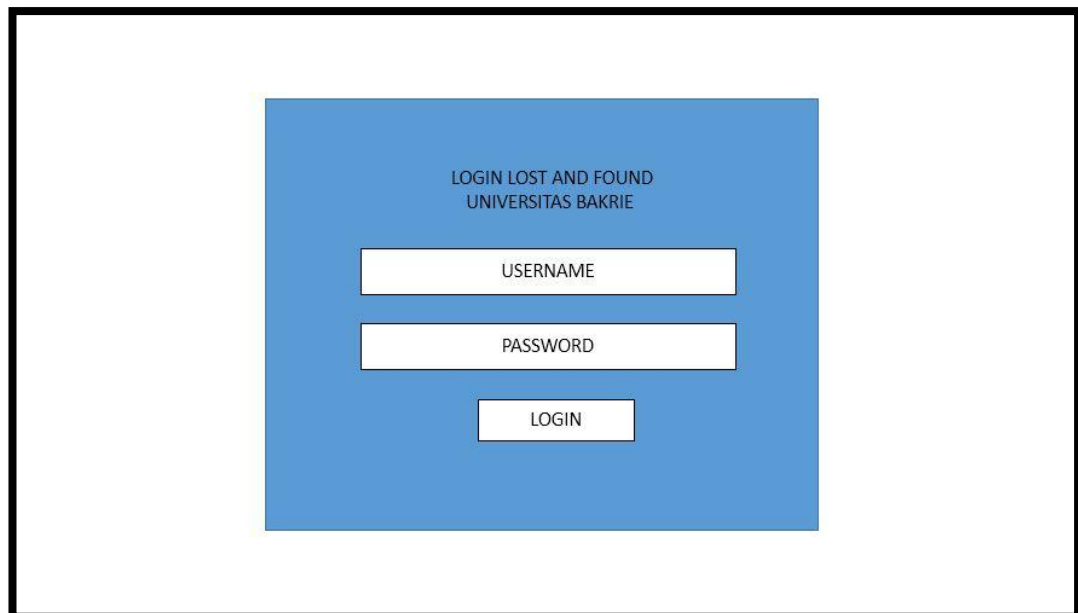 LOGIN LOST AND FOUND
UNIVERSITAS BAKRIE
USERNAME
PASSWORD
LOGIN